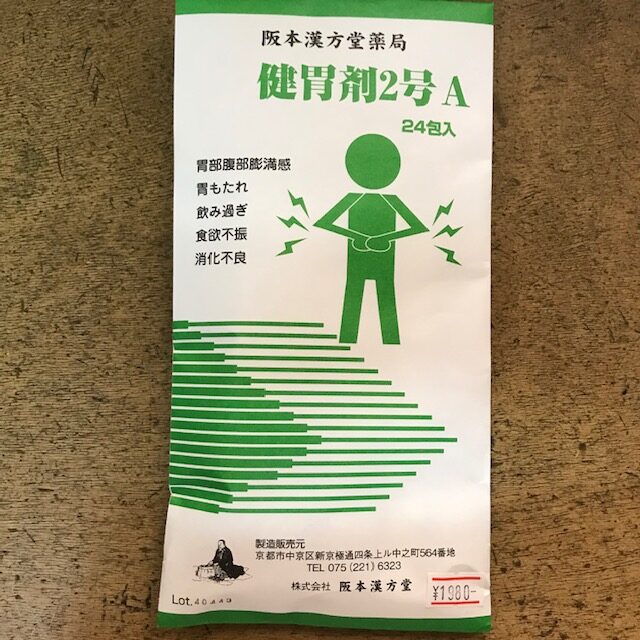 阪本漢方堂薬局
健胃剤2号A
24包入
胃部腹部膨満感
胃もたれ
飲み過ぎ
食欲不振
消化不良
製造販売元
京都市中京区新京極通四条上ル中之町564番地
TEL 075 (221) 6323
株式会社 阪本漢方堂
¥1980-
Lot.